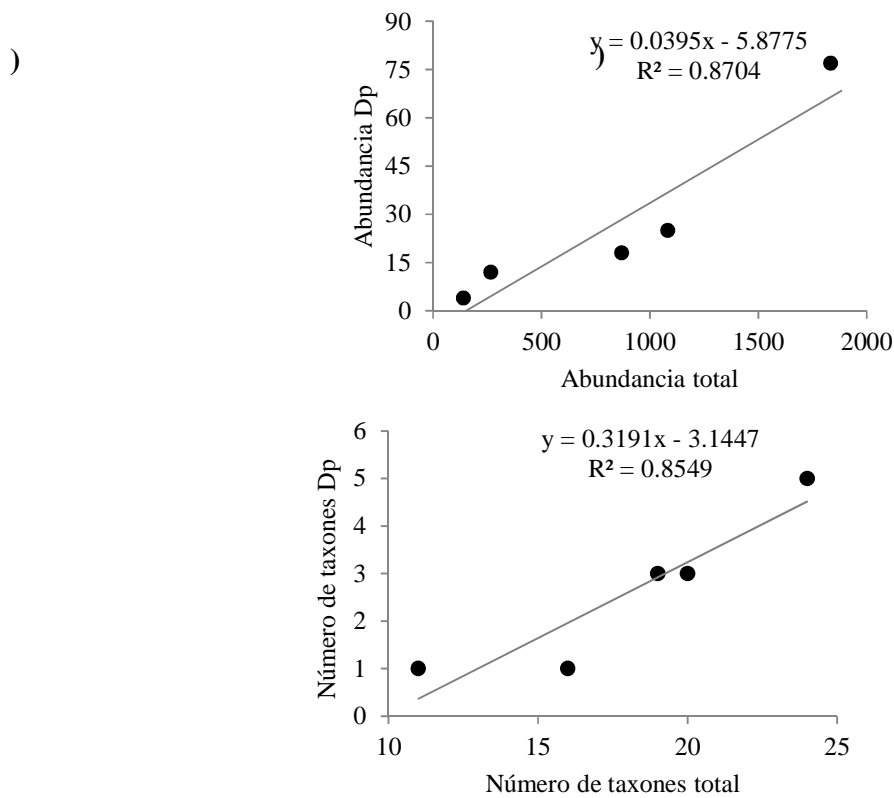 )
)
y = 0.0395x - 5.8775
R² = 0.8704
Abundancia Dp
90
75
60
45
30
15
0
0 500 1000 1500 2000
Abundancia total
y = 0.3191x - 3.1447
R² = 0.8549
Número de taxones Dp
6
5
4
3
2
1
0
10 15 20 25
Número de taxones total